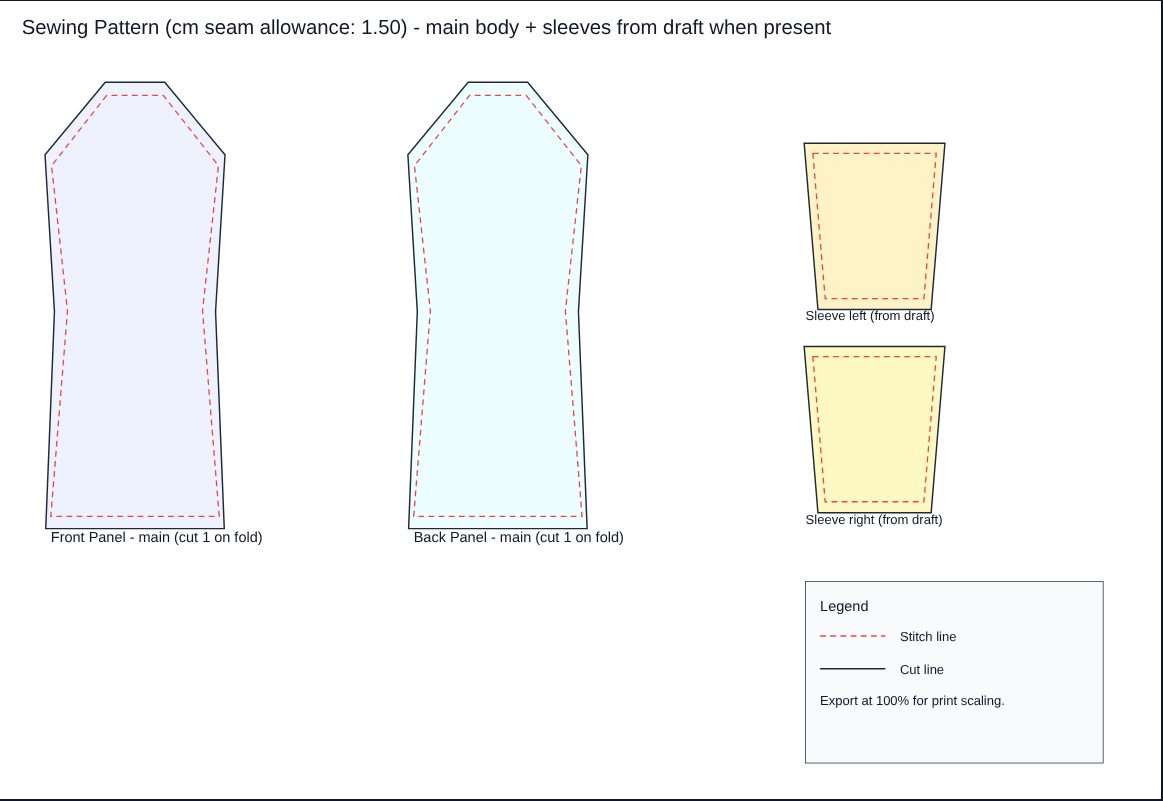 Sewing Pattern (cm seam allowance: 1.50) - main body + sleeves from draft when present
Sleeve left (from draft)
Sleeve right (from draft)
Front Panel - main (cut 1 on fold)
Back Panel - main (cut 1 on fold)
Legend
Stitch line
Cut line
Export at 100% for print scaling.